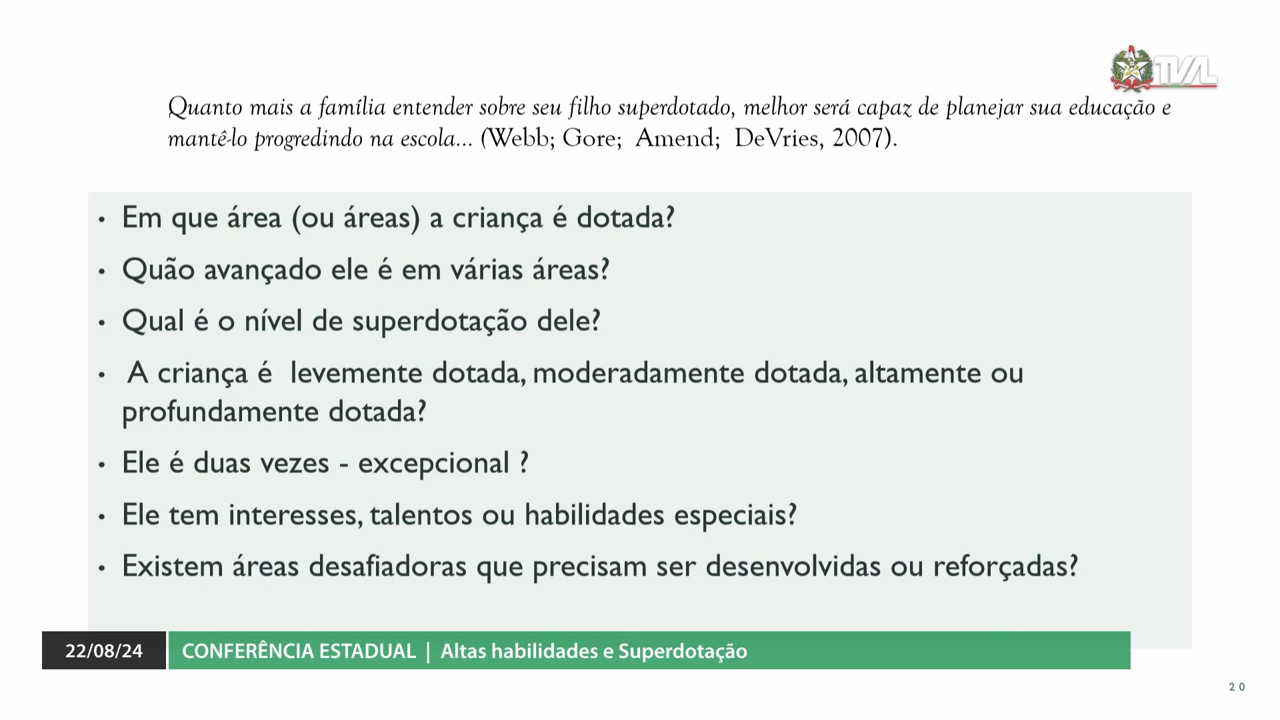 TVAL
Quanto mais a família entender sobre seu filho superdotado, melhor será capaz de planejar sua educação e
mantê-lo progredindo na escola... (Webb; Gore; Amend; DeVries, 2007).
• Em que área (ou áreas) a criança é dotada?
• Quão avançado ele é em várias áreas?
• Qual é o nível de superdotação dele?
• A criança é levemente dotada, moderadamente dotada, altamente ou
profundamente dotada?
• Ele é duas vezes - excepcional ?
• Ele tem interesses, talentos ou habilidades especiais?
• Existem áreas desafiadoras que precisam ser desenvolvidas ou reforçadas?
22/08/24 CONFERÊNCIA ESTADUAL | Altas habilidades e Superdotação
20